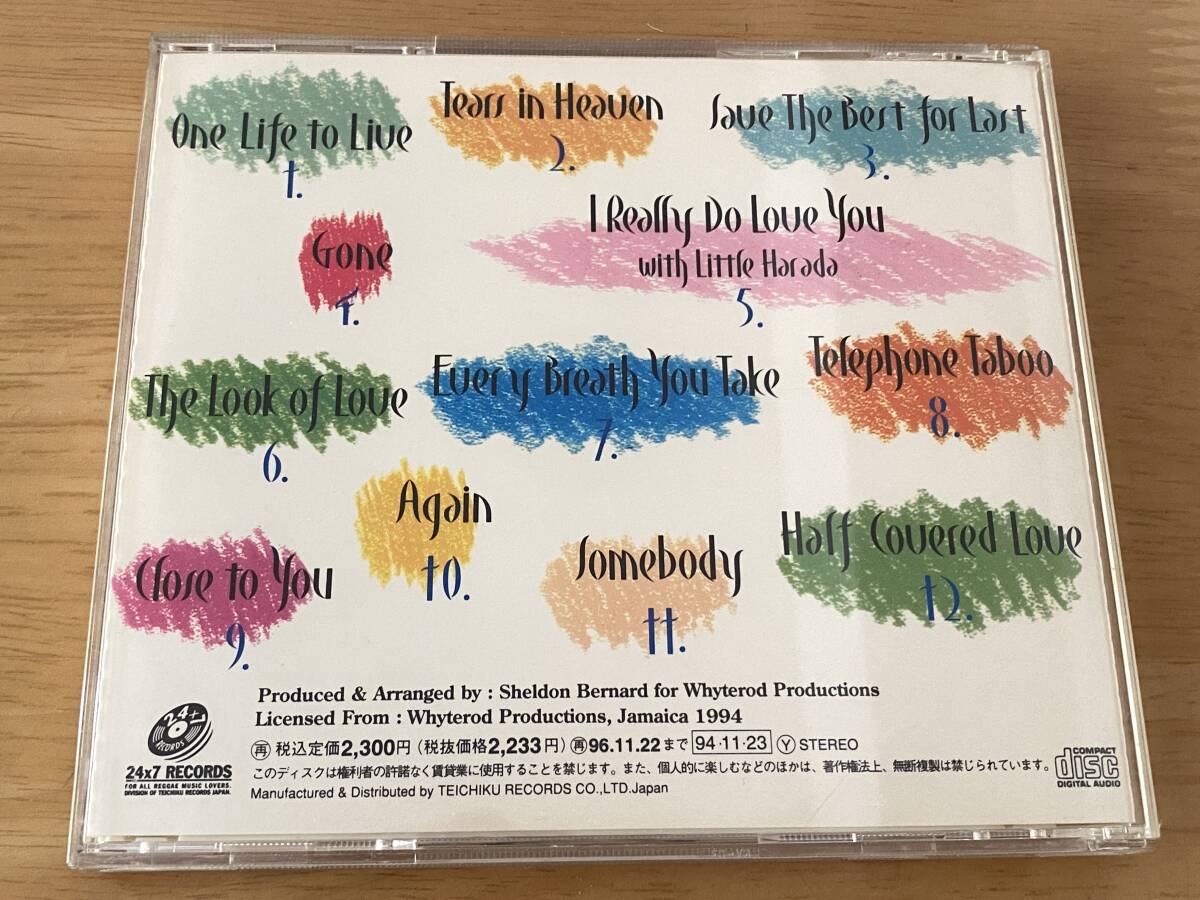 One Life to Live
1.
Tears in Heaven
2.
Save The Best for Last
3.
Gone
4.
I Really Do Love You
with Little Harada
5.
The Look of Love
6.
Every Breath You Take
7.
Telephone Taboo
8.
Close to You
9.
Again
10.
Somebody
11.
Half Covered Love
12.
Produced & Arranged by : Sheldon Bernard for Whyterod Productions
Licensed From : Whyterod Productions, Jamaica 1994
㊞再 税込定価2,300円(税抜価格2,233円)再96.11.22まで 94・11・23 Ⓨ STEREO
このディスクは権利者の許諾なく賃貸業に使用することを禁じます。また、個人的に楽しむなどのほかは、著作権法上、無断複製は禁じられています。
Manufactured & Distributed by TEICHIKU RECORDS CO.,LTD.Japan
24x7
RECORDS
24x7 RECORDS
FOR ALL REGGAE MUSIC LOVERS.
DIVISION OF TEICHIKU RECORDS JAPAN.
COMPACT
disc
DIGITAL AUDIO